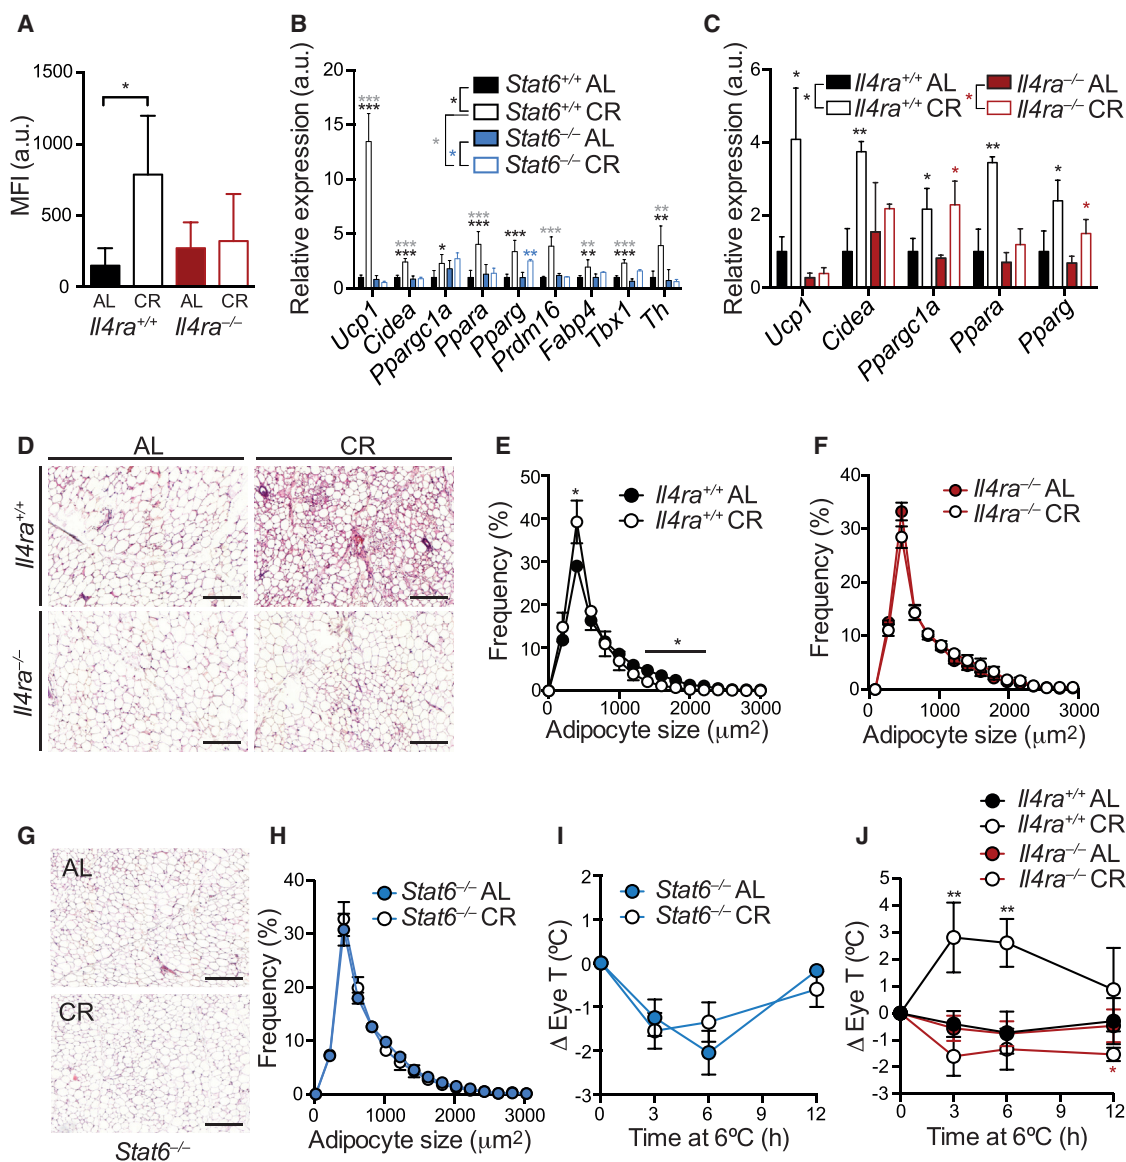 A
MFI (a.u.)
1500
1000
500
0
*
AL CR AL CR
Il4ra+/+ Il4ra–/–
B
Relative expression (a.u.)
20
15
10
5
0
* Stat6+/+ AL
Stat6+/+ CR
* Stat6–/– AL
* Stat6–/– CR
*** *** *** *** *** ** *** **
*** *** * *** *** ** ** *** **
Ucp1 Cidea Ppargc1a Ppara Pparg Prdm16 Fabp4 Tbx1 Th
C
Relative expression (a.u.)
6
4
2
0
* Il4ra+/+ AL * Il4ra–/– AL
Il4ra+/+ CR Il4ra–/– CR
* ** * * ** * *
Ucp1 Cidea Ppargc1a Ppara Pparg
D
AL CR
Il4ra+/+
Il4ra–/–
E
Frequency (%)
50
40
30
20
10
0
* *
Il4ra+/+ AL
Il4ra+/+ CR
0 1000 2000 3000
Adipocyte size (µm2)
F
Frequency (%)
40
30
20
10
0
Il4ra–/– AL
Il4ra–/– CR
0 1000 2000 3000
Adipocyte size (µm2)
G
AL
CR
Stat6–/–
H
Frequency (%)
40
30
20
10
0
Stat6–/– AL
Stat6–/– CR
0 1000 2000 3000
Adipocyte size (µm2)
I
Δ Eye T (ºC)
2
1
0
-1
-2
-3
Stat6–/– AL
Stat6–/– CR
0 3 6 9 12
Time at 6ºC (h)
J
Il4ra+/+ AL
Il4ra+/+ CR
Il4ra–/– AL
Il4ra–/– CR
Δ Eye T (ºC)
5
4
3
2
1
0
-1
-2
-3
** **
*
0 3 6 9 12
Time at 6ºC (h)